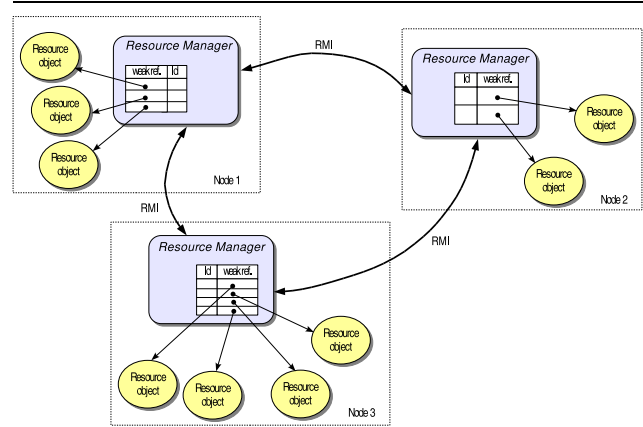 Resource Manager
weak ref. Id
Resource
object
Resource
object
Resource
object
Node 1
RMI
Resource Manager
Id weak ref.
Resource
object
Resource
object
Node 2
RMI
RMI
Resource Manager
Id weak ref.
Resource
object
Resource
object
Resource
object
Resource
object
Node 3